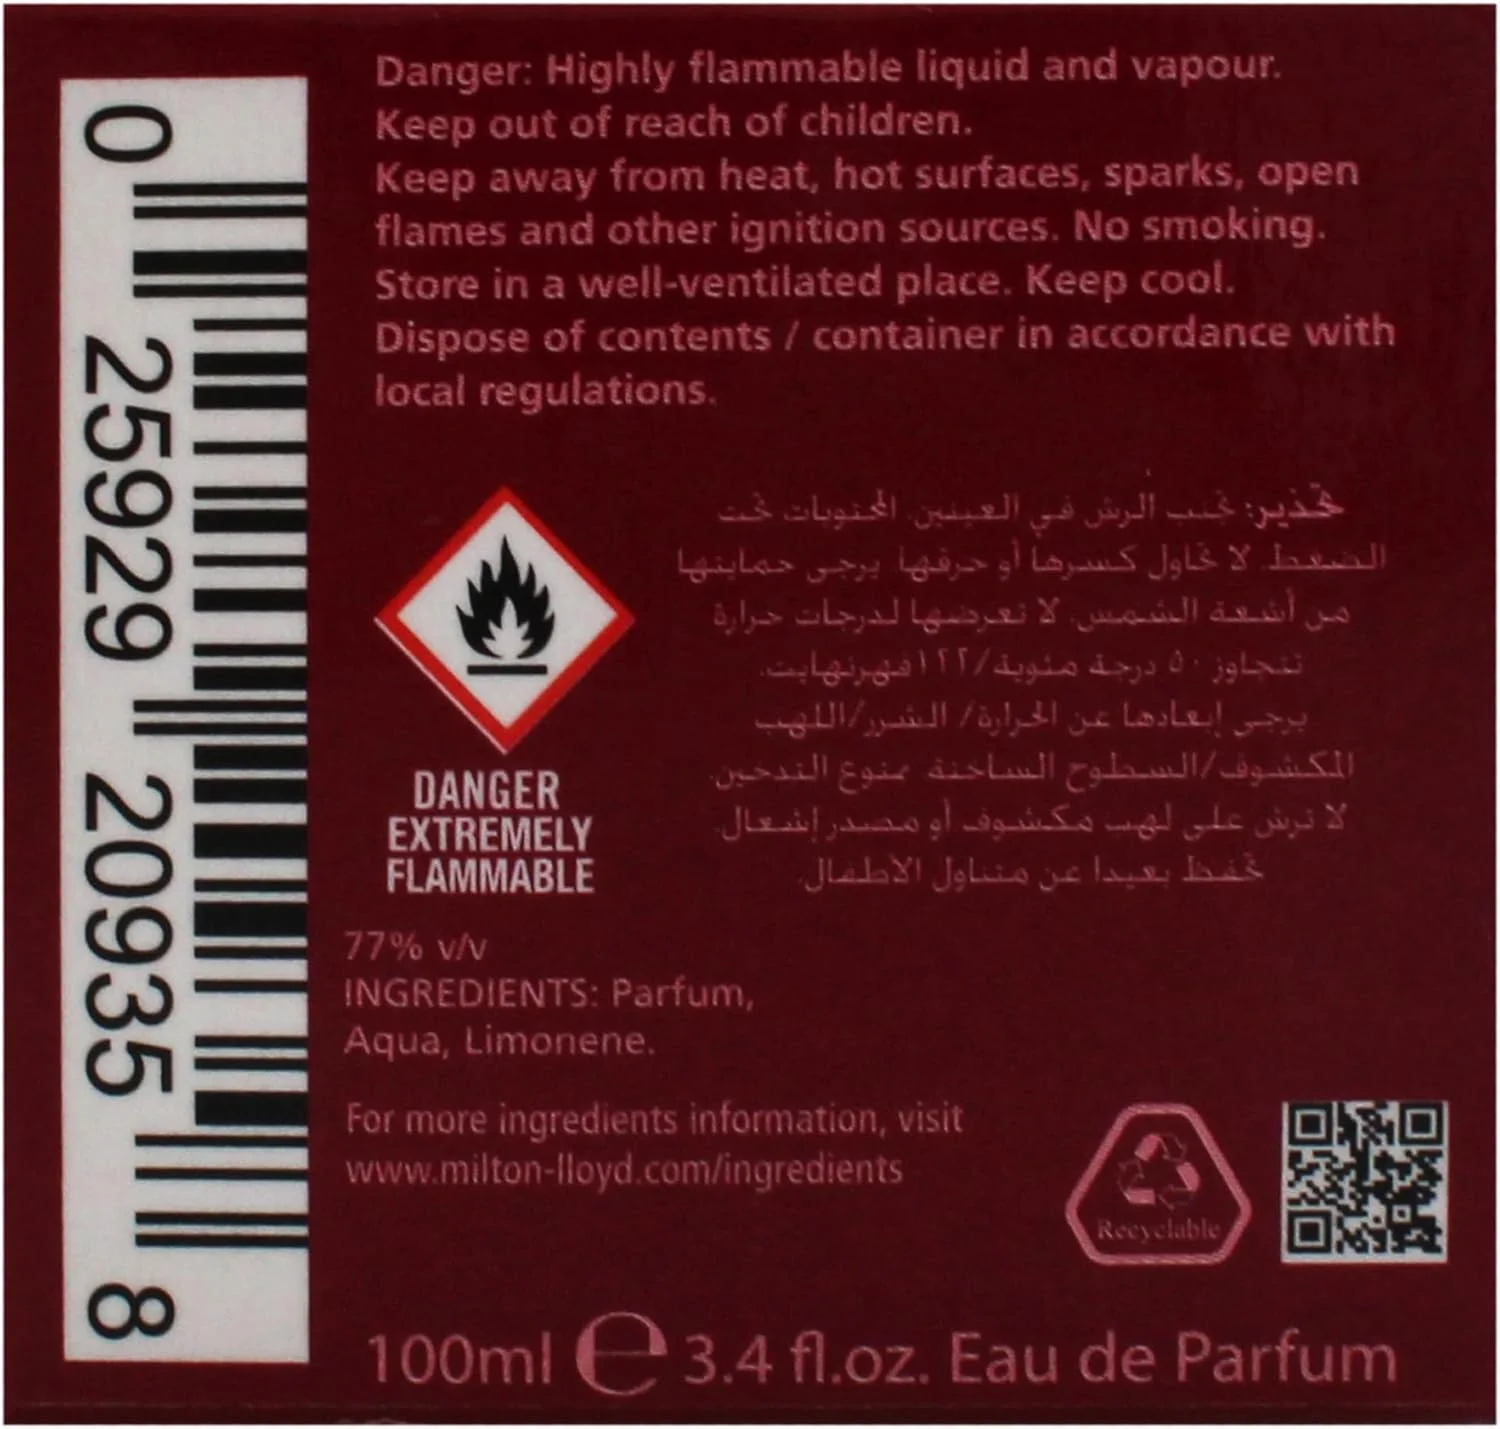 0 25929 20935 8
Danger: Highly flammable liquid and vapour.
Keep out of reach of children.
Keep away from heat, hot surfaces, sparks, open
flames and other ignition sources. No smoking.
Store in a well-ventilated place. Keep cool.
Dispose of contents / container in accordance with
local regulations.
تحذير: تجنب الرش في العينين. المحتويات تحت
الضغط. لا تحاول كسرها أو حرقها. يرجى حمايتها
من أشعة الشمس. لا تعرضها لدرجات حرارة
تتجاوز ٥٠ درجة مئوية/١٢٢ فهرنهايت.
يرجى إبعادها عن الحرارة/ الشرر/اللهب
المكشوف/السطوح الساخنة ممنوع التدخين.
لا ترش على لهب مكشوف أو مصدر إشعال.
تحفظ بعيدا عن متناول الاطفال.
DANGER
EXTREMELY
FLAMMABLE
77% v/v
INGREDIENTS: Parfum,
Aqua, Limonene.
For more ingredients information, visit
www.milton-lloyd.com/ingredients
Recyclable
100ml e 3.4 fl.oz. Eau de Parfum